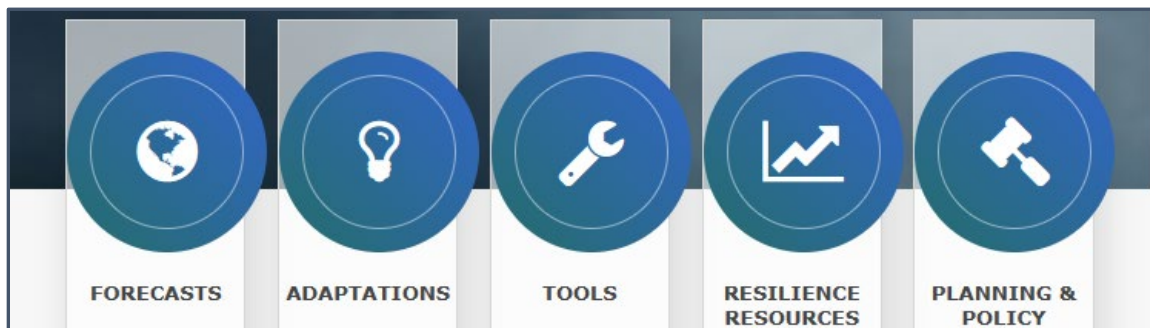 FORECASTS
ADAPTATIONS
TOOLS
RESILIENCE
RESOURCES
PLANNING &
POLICY